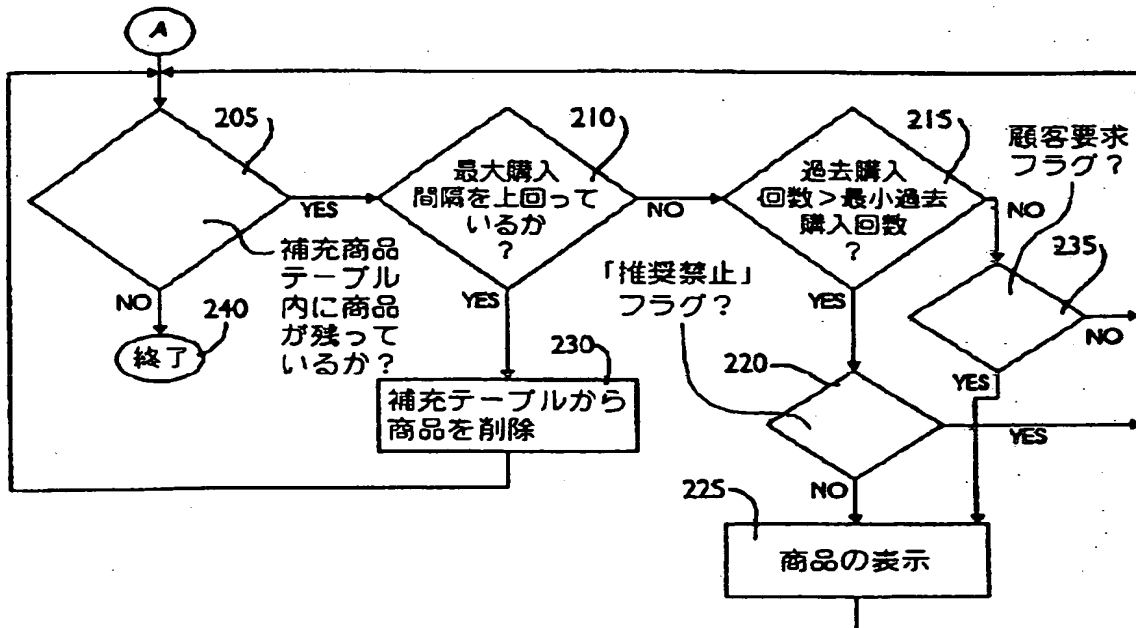 A
205
補充商品
テーブル
内に商品
が残って
いるか？
YES
NO
240
終了
210
最大購入
間隔を上回って
いるか
？
NO
YES
230
補充テーブルから
商品を削除
215
過去購入
回数＞最小過去
購入回数
？
NO
YES
顧客要求
フラグ？
235
NO
YES
「推奨禁止」
フラグ？
220
YES
NO
225
商品の表示